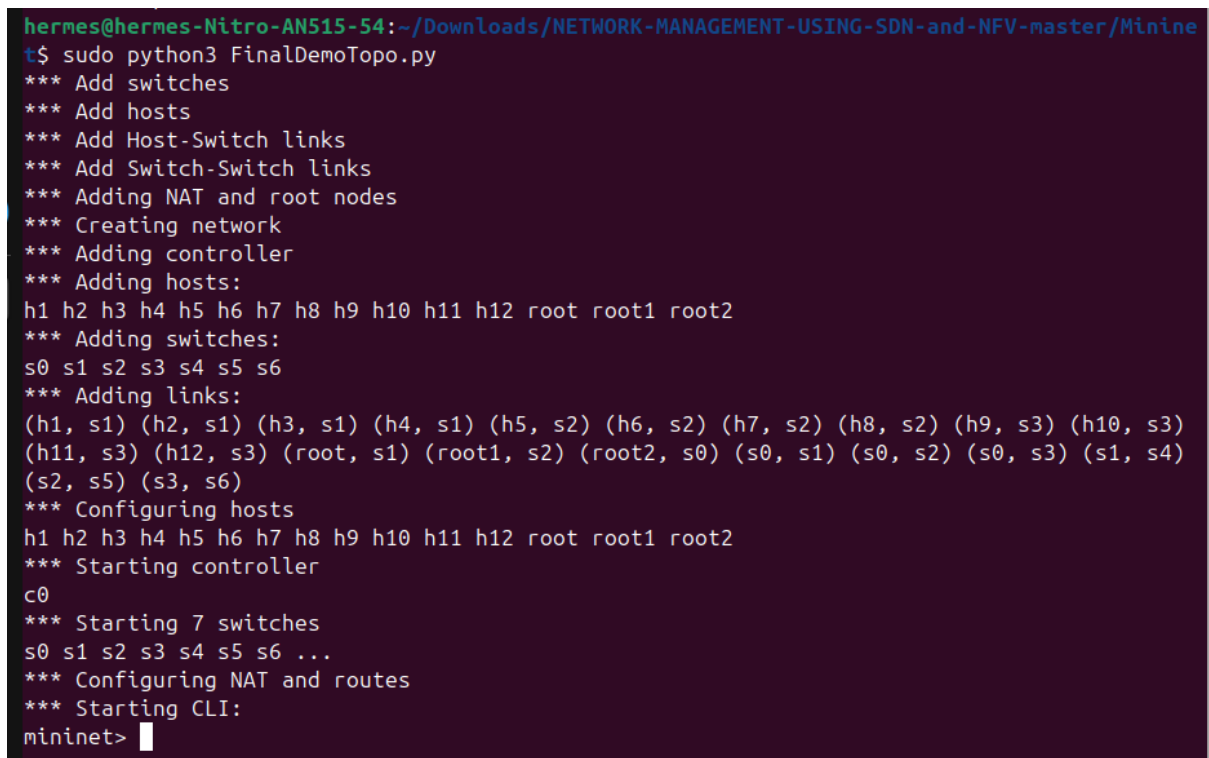 hermes@hermes-Nitro-AN515-54:~/Downloads/NETWORK-MANAGEMENT-USING-SDN-and-NFV-master/Minine
t$ sudo python3 FinalDemoTopo.py
*** Add switches
*** Add hosts
*** Add Host-Switch links
*** Add Switch-Switch links
*** Adding NAT and root nodes
*** Creating network
*** Adding controller
*** Adding hosts:
h1 h2 h3 h4 h5 h6 h7 h8 h9 h10 h11 h12 root root1 root2
*** Adding switches:
s0 s1 s2 s3 s4 s5 s6
*** Adding links:
(h1, s1) (h2, s1) (h3, s1) (h4, s1) (h5, s2) (h6, s2) (h7, s2) (h8, s2) (h9, s3) (h10, s3)
(h11, s3) (h12, s3) (root, s1) (root1, s2) (root2, s0) (s0, s1) (s0, s2) (s0, s3) (s1, s4)
(s2, s5) (s3, s6)
*** Configuring hosts
h1 h2 h3 h4 h5 h6 h7 h8 h9 h10 h11 h12 root root1 root2
*** Starting controller
c0
*** Starting 7 switches
s0 s1 s2 s3 s4 s5 s6 ...
*** Configuring NAT and routes
*** Starting CLI:
mininet>